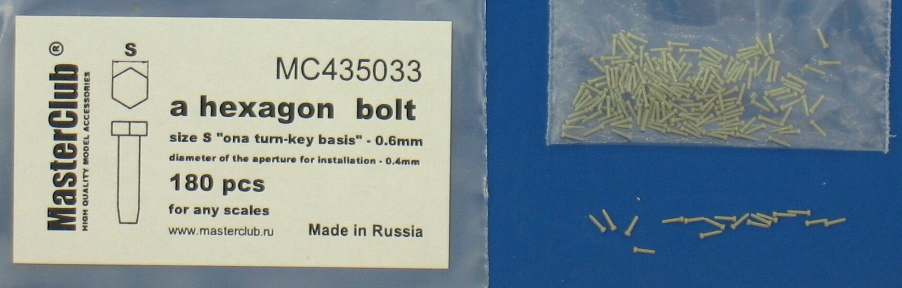 MasterClub ®
HIGH QUALITY MODEL ACCESSORIES
S
MC435033
a hexagon bolt
size S "ona turn-key basis" - 0.6mm
diameter of the aperture for installation - 0.4mm
180 pcs
for any scales
www.masterclub.ru Made in Russia